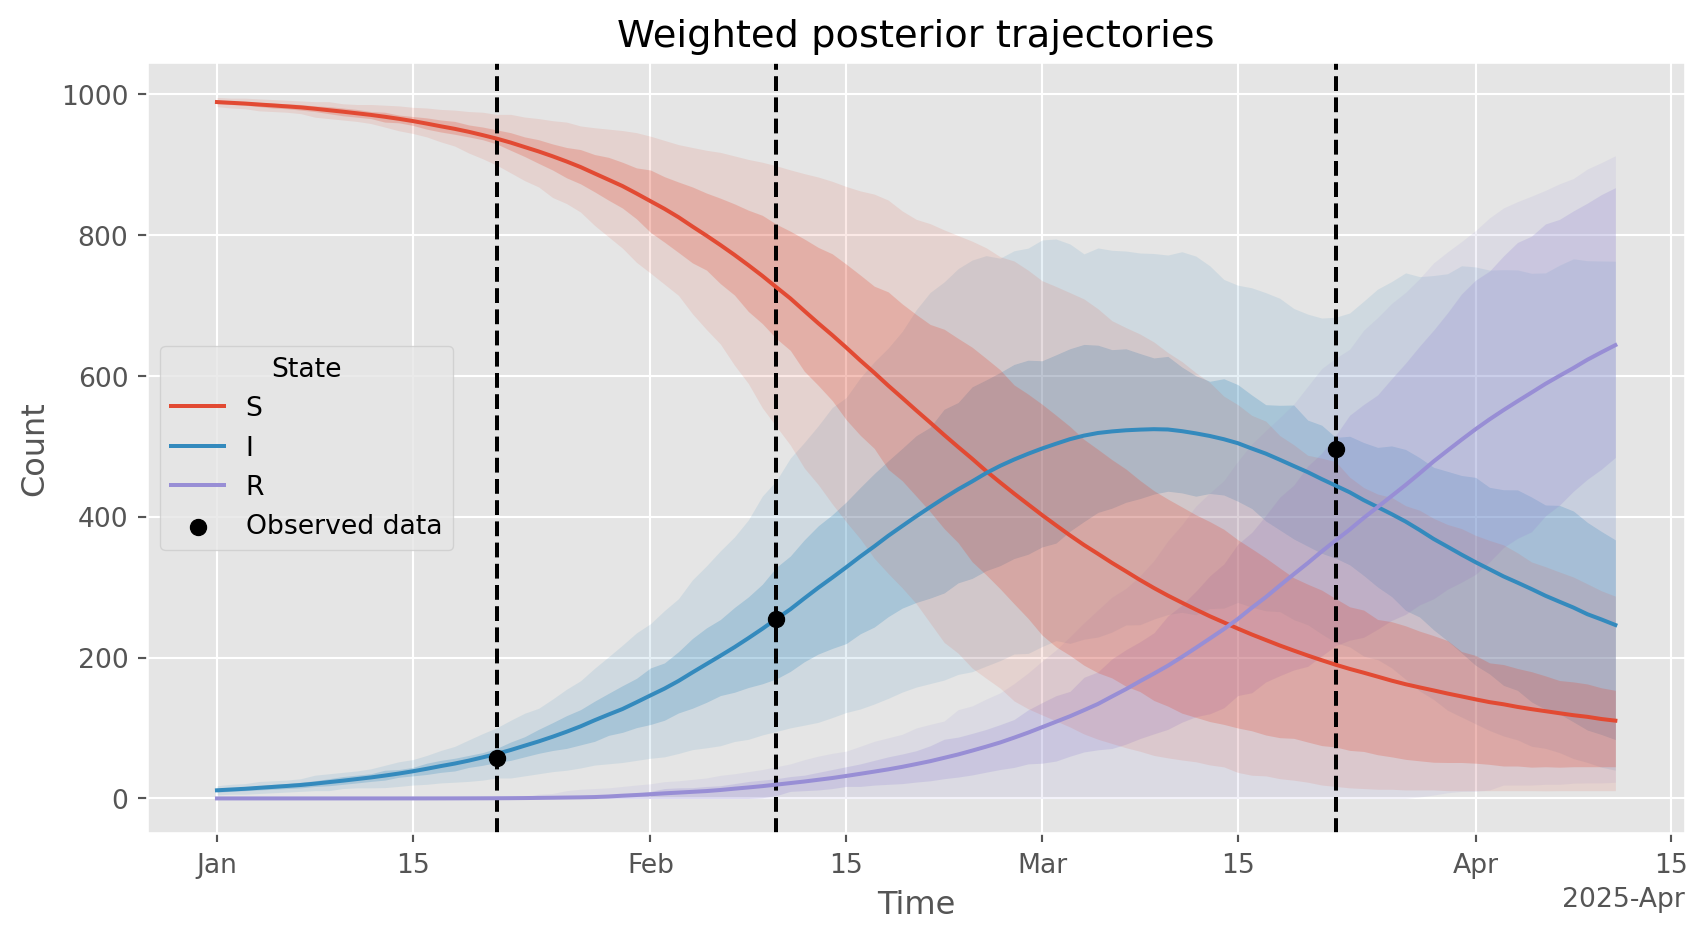 Weighted posterior trajectories
1000
800
600
400
200
0
Count
State
S
I
R
Observed data
Jan 15 Feb 15 Mar 15 Apr 15
2025-Apr
Time